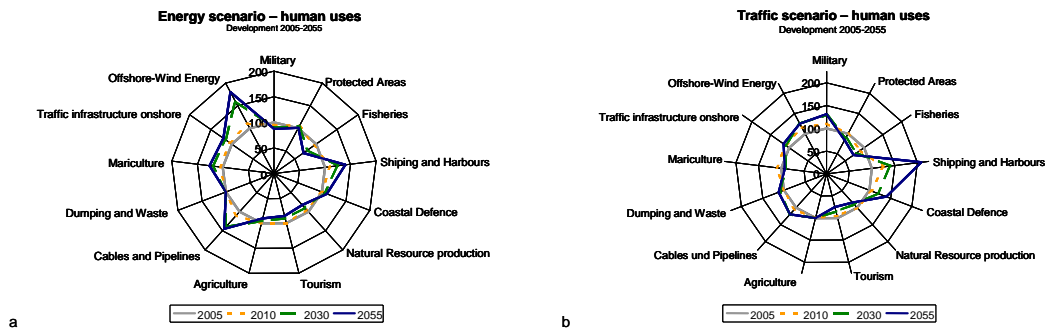 Energy scenario – human uses
Development 2005-2055
Military
200
150
100
50
0
Protected Areas
Fisheries
Shiping and Harbours
Coastal Defence
Natural Resource production
Tourism
Agriculture
Cables and Pipelines
Dumping and Waste
Mariculture
Traffic infrastructure onshore
Offshore-Wind Energy
2005 2010 2030 2055
a
Traffic scenario – human uses
Development 2005-2055
Military
200
150
100
50
0
Protected Areas
Fisheries
Shipping and Harbours
Coastal Defence
Natural Resource production
Tourism
Agriculture
Cables und Pipelines
Dumping and Waste
Mariculture
Traffic infrastructure onshore
Offshore-Wind Energy
2005 2010 2030 2055
b